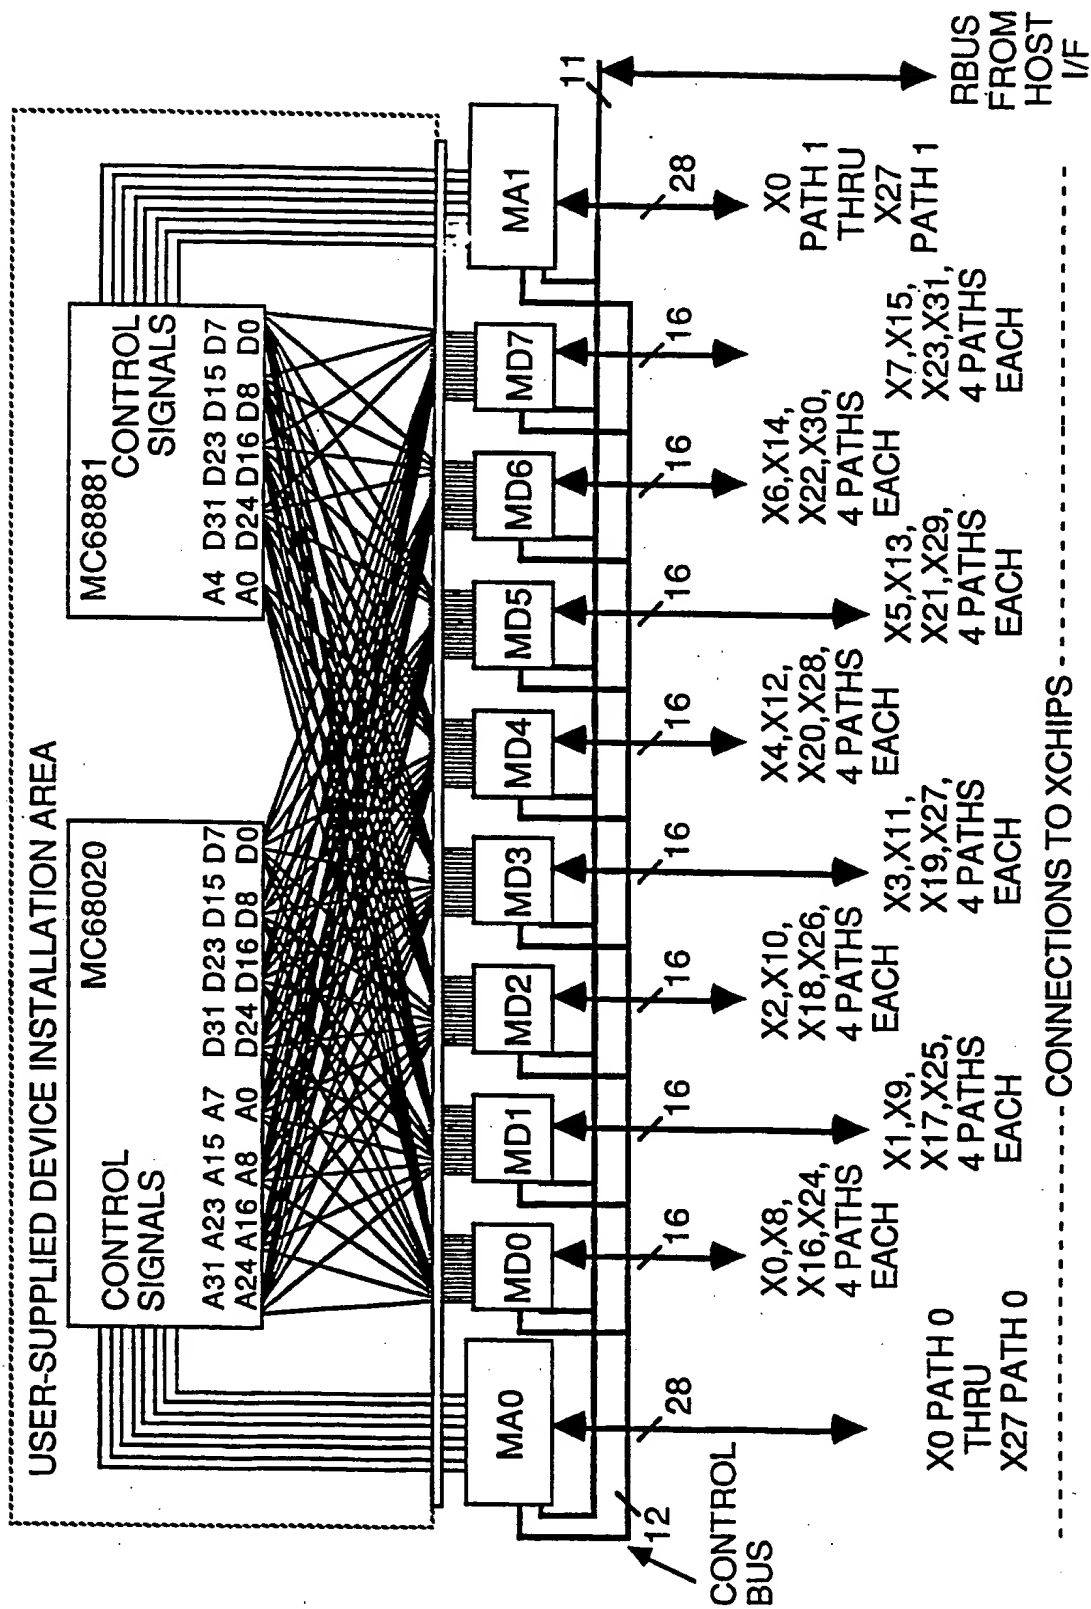 USER-SUPPLIED DEVICE INSTALLATION AREA
MC68020
CONTROL
SIGNALS
A31 A23 A15 A7 D31 D23 D15 D7
A24 A16 A8 A0 D24 D16 D8 D0
MC68881
CONTROL
SIGNALS
A4 D31 D23 D15 D7
A0 D24 D16 D8 D0
MA0
MD0
MD1
MD2
MD3
MD4
MD5
MD6
MD7
MA1
12
CONTROL
BUS
28
16
16
16
16
16
16
16
16
28
11
X0 PATH 0
THRU
X27 PATH 0
X0,X8,
X16,X24,
4 PATHS
EACH
X1,X9,
X17,X25,
4 PATHS
EACH
X2,X10,
X18,X26,
4 PATHS
EACH
X3,X11,
X19,X27,
4 PATHS
EACH
X4,X12,
X20,X28,
4 PATHS
EACH
X5,X13,
X21,X29,
4 PATHS
EACH
X6,X14,
X22,X30,
4 PATHS
EACH
X7,X15,
X23,X31,
4 PATHS
EACH
X0
PATH 1
THRU
X27
PATH 1
RBUS
FROM
HOST
I/F
CONNECTIONS TO XCHIPS